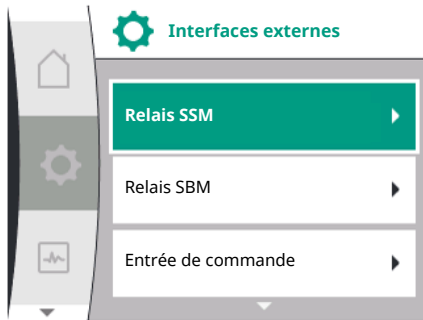 Interfaces externes
Relais SSM
Relais SBM
Entrée de commande